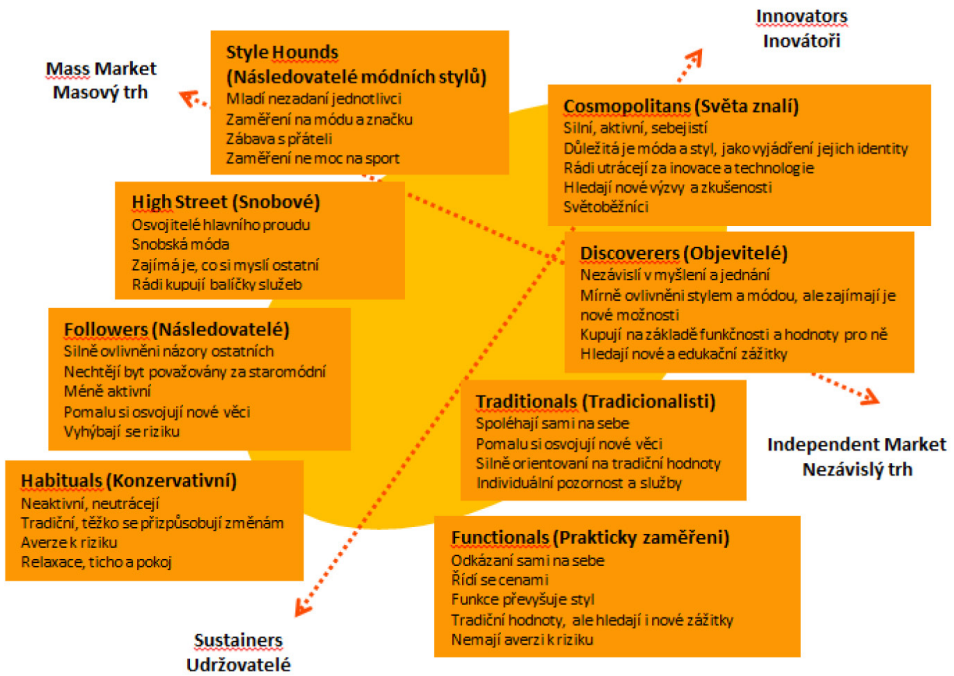 Innovators
Inovátoři
Mass Market
Masový trh
Style Hounds
(Následovatelé módních stylů)
Mladí nezadaní jednotlivci
Zaměření na módu a značku
Zábava s přáteli
Zaměření ne moc na sport
Cosmopolitans (Světa znalí)
Silní, aktivní, sebejistí
Důležitá je móda a styl, jako vyjádření jejich identity
Rádi utrácejí za inovace a technologie
Hledají nové výzvy a zkušenosti
Světoběžníci
High Street (Snobové)
Osvojitelé hlavního proudu
Snobská móda
Zajímá je, co si myslí ostatní
Rádi kupují balíčky služeb
Discoverers (Objevitelé)
Nezávislí v myšlení a jednání
Mírně ovlivněni stylem a módou, ale zajímají je
nové možnosti
Kupují na základě funkčnosti a hodnoty pro ně
Hledají nové a edukační zážitky
Followers (Následovatelé)
Silně ovlivněni názory ostatních
Nechtějí byt považovány za staromódní
Méně aktivní
Pomalu si osvojují nové věci
Vyhýbají se riziku
Traditionals (Tradicionalisti)
Spoléhají sami na sebe
Pomalu si osvojují nové věci
Silně orientovaní na tradiční hodnoty
Individuální pozornost a služby
Independent Market
Nezávislý trh
Habituals (Konzervativní)
Neaktivní, neutrácejí
Tradiční, těžko se přizpůsobují změnám
Averze k riziku
Relaxace, ticho a pokoj
Functionals (Prakticky zaměřeni)
Odkázaní sami na sebe
Řídí se cenami
Funkce převyšuje styl
Tradiční hodnoty, ale hledají i nové zážitky
Nemají averzi k riziku
Sustainers
Udržovatelé